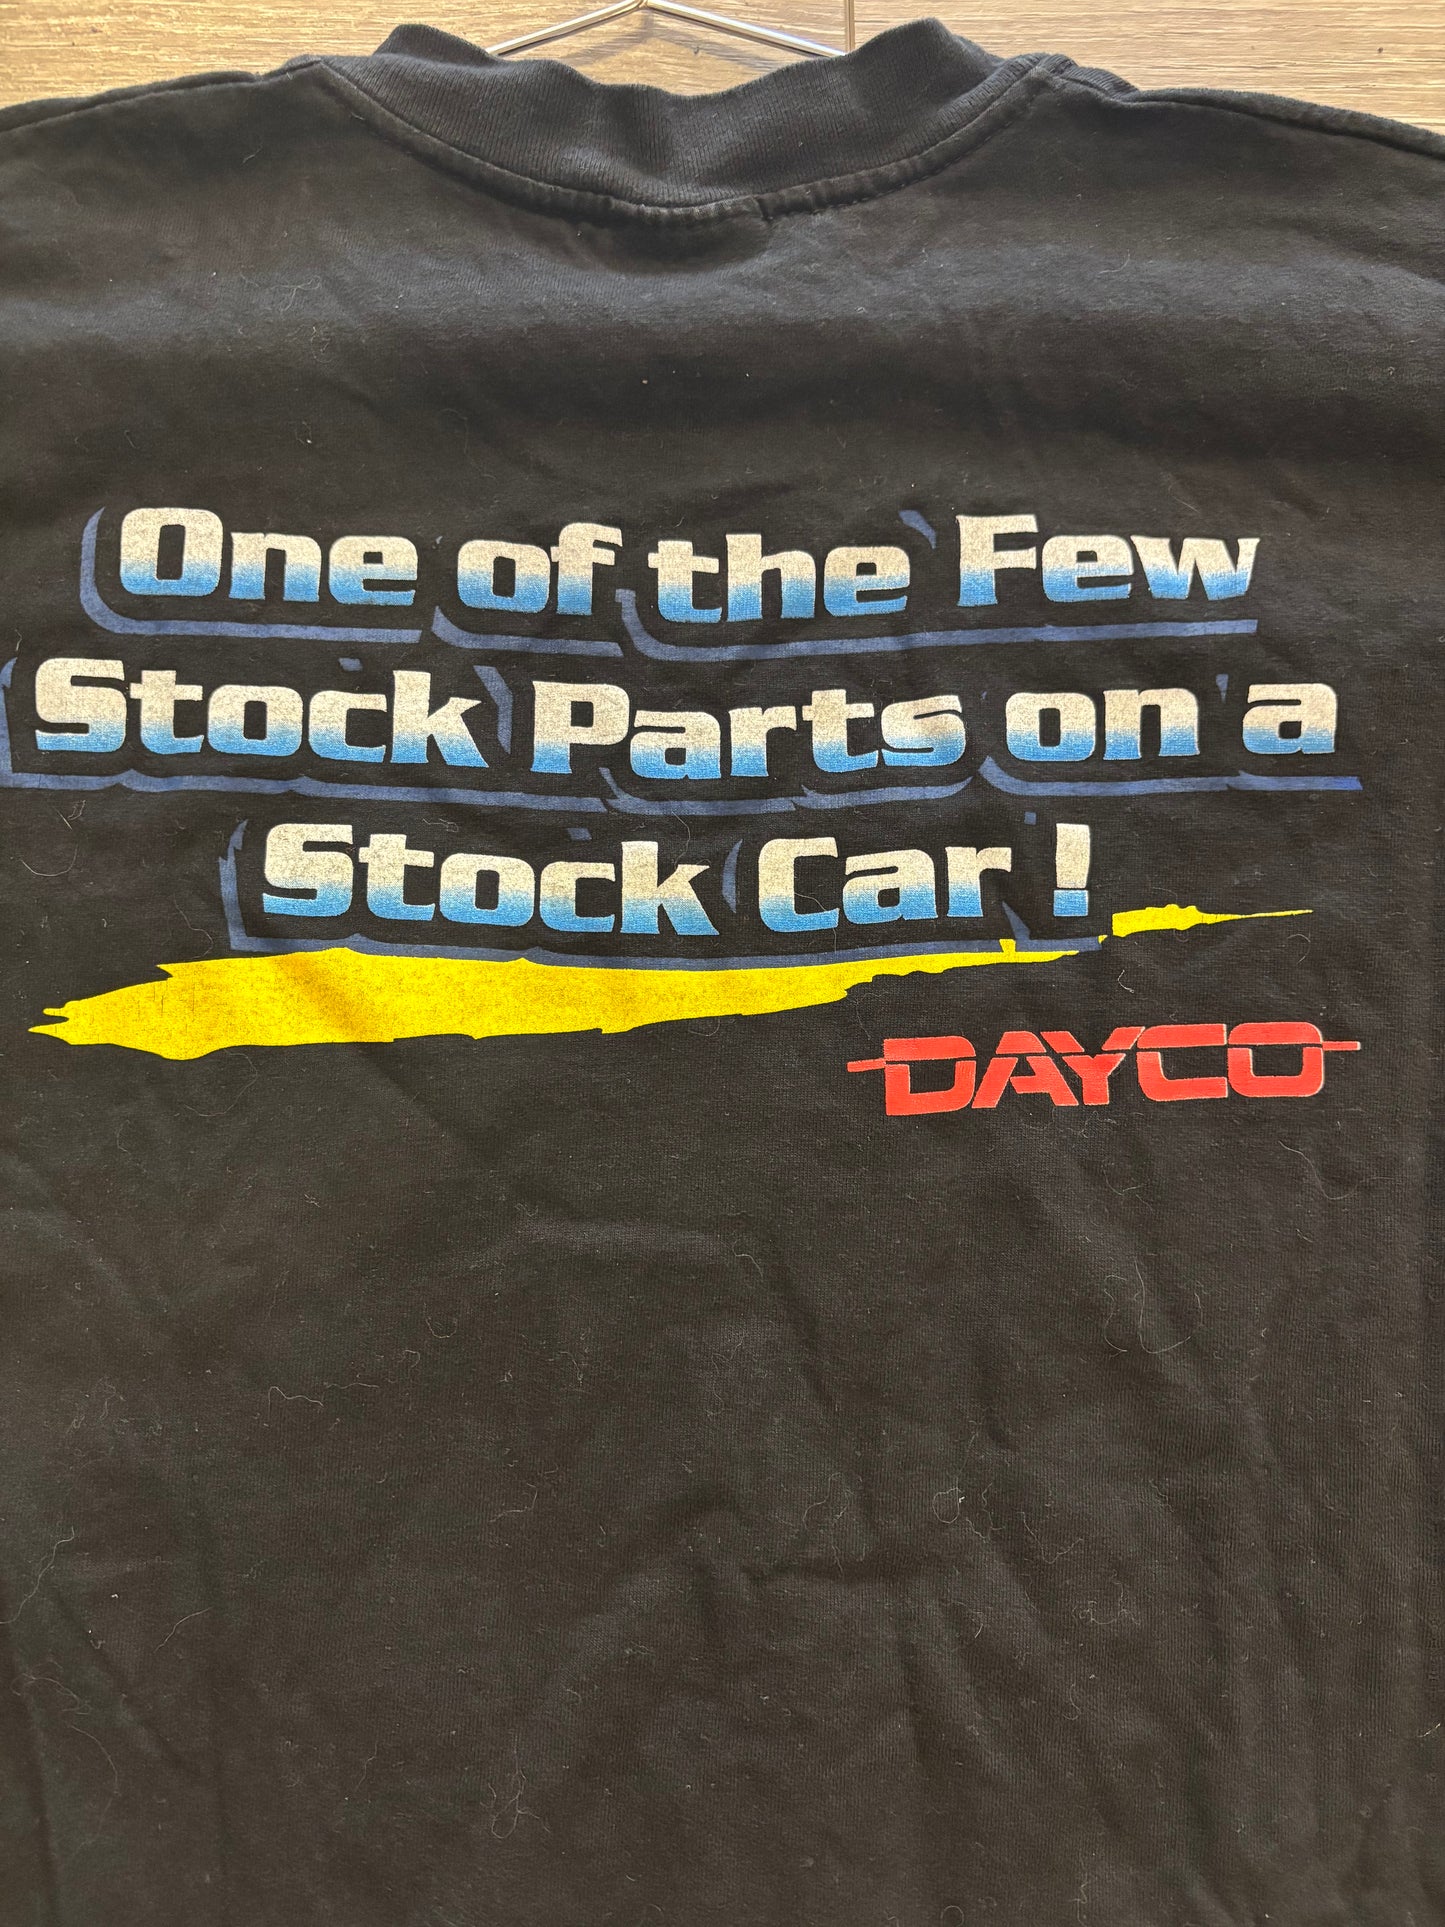 One of the Few
Stock Parts on a
Stock Car !
DAYCO